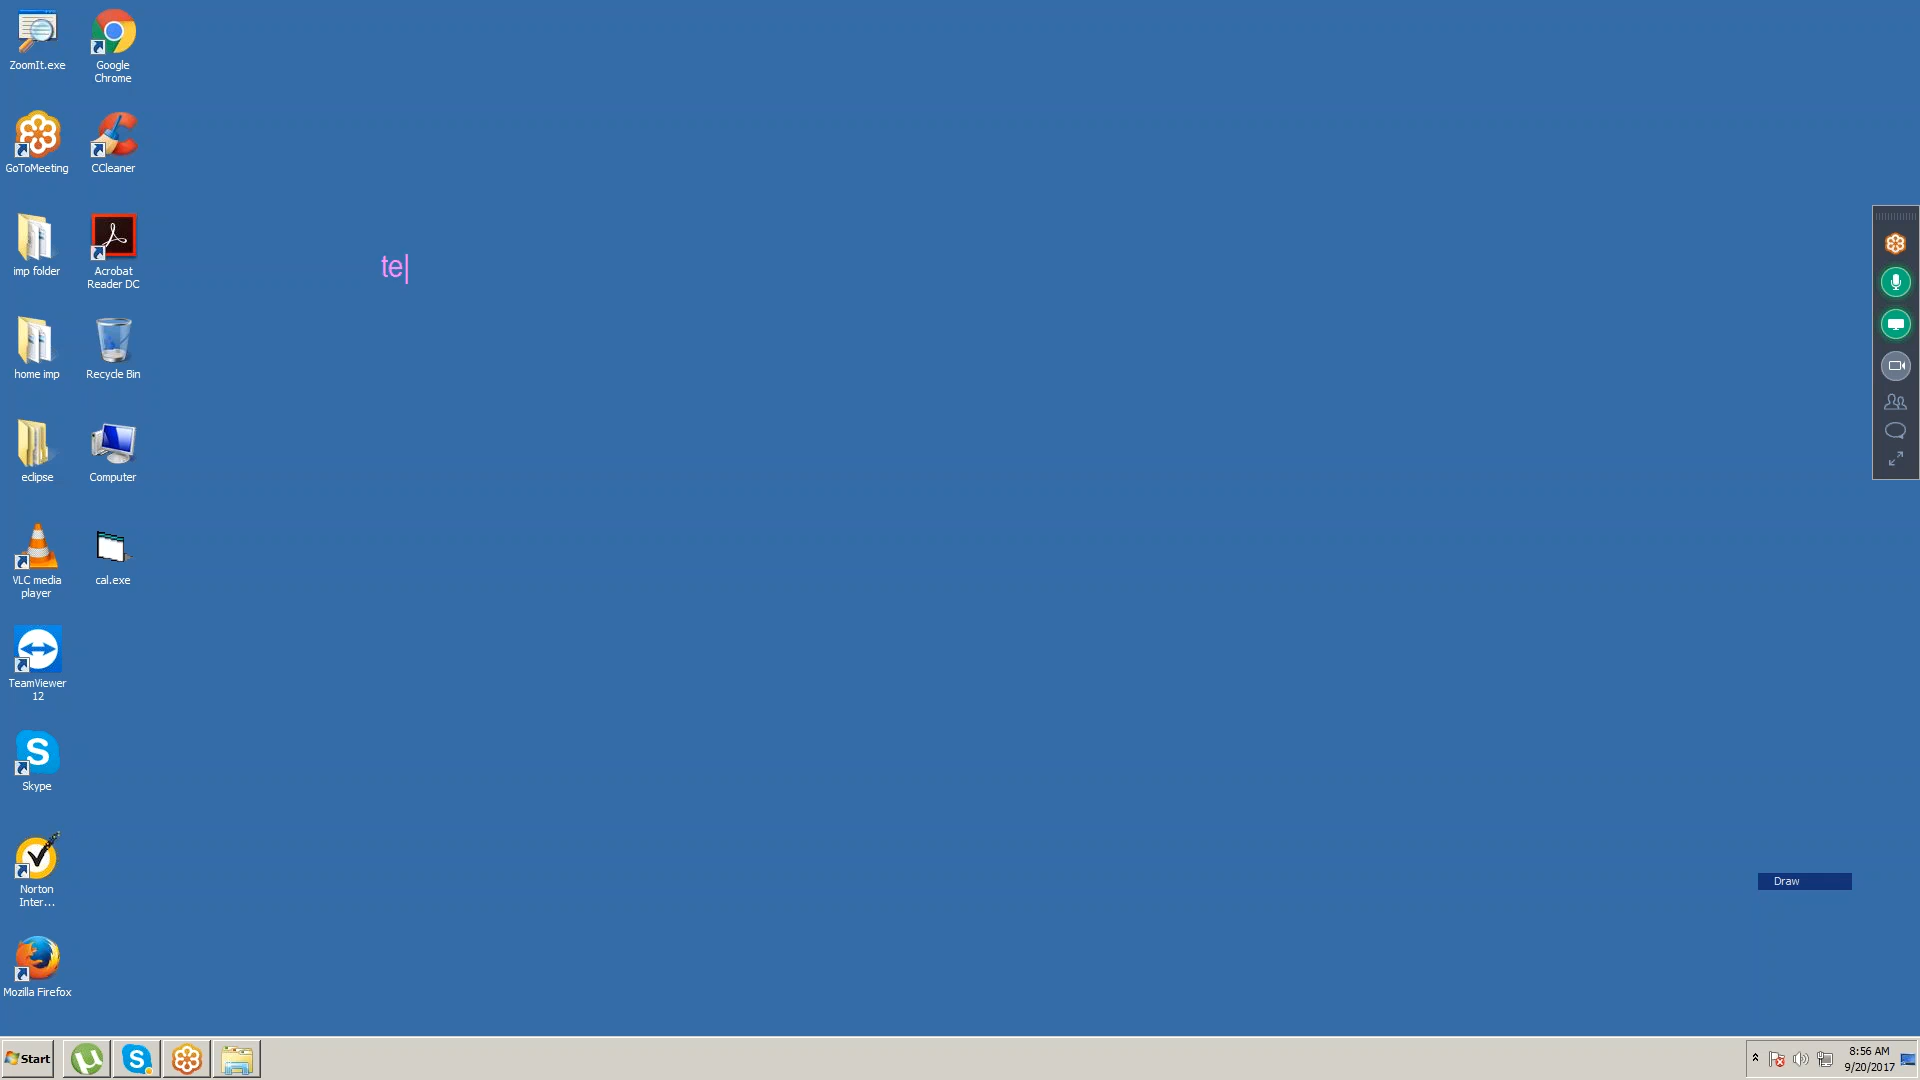 ZoomIt.exe
Google
Chrome
GoToMeeting
CCleaner
imp folder
Acrobat
Reader DC
te
home imp
Recycle Bin
eclipse
Computer
VLC media
player
cal.exe
TeamViewer
12
Skype
Norton
Inter...
Draw
Mozilla Firefox
Start
8:56 AM
9/20/2017